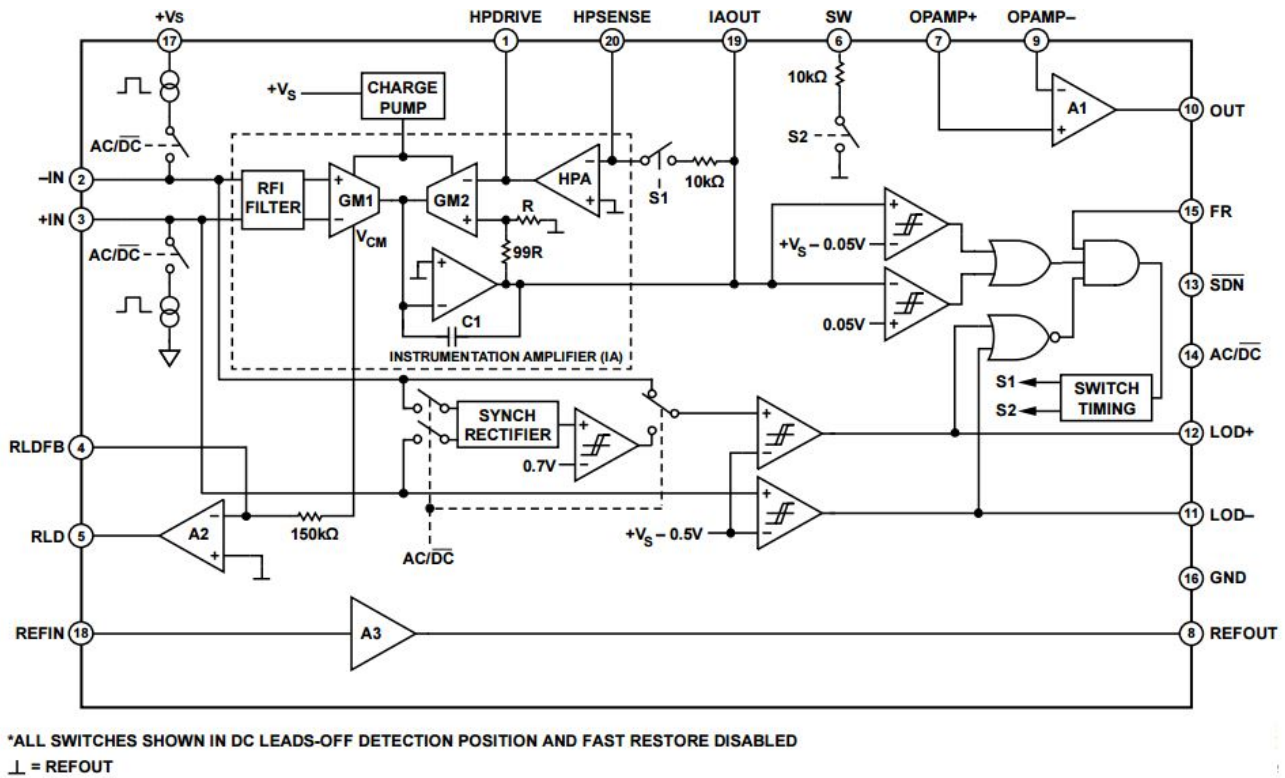 +VS
HPDRIVE
HPSENSE
IAOUT
SW
OPAMP+
OPAMP−
17
1
20
19
6
7
9
10kΩ
+VS
CHARGE
PUMP
−
A1
+
10
OUT
AC/DC
S2
−IN
2
RFI
FILTER
+
GM1
−
GM2
−
+
HPA
−
+
S1
10kΩ
R
15
FR
+IN
3
VCM
99R
+
−
+VS − 0.05V
AC/DC
+
−
13
SDN
C1
−
+
0.05V
INSTRUMENTATION AMPLIFIER (IA)
14
AC/DC
S1
S2
SWITCH
TIMING
SYNCH
RECTIFIER
+
−
0.7V
+
−
12
LOD+
RLDFB
4
RLD
5
A2
−
+
150kΩ
AC/DC
+VS − 0.5V
+
−
11
LOD−
16
GND
REFIN
18
A3
8
REFOUT
*ALL SWITCHES SHOWN IN DC LEADS-OFF DETECTION POSITION AND FAST RESTORE DISABLED
⊥ = REFOUT